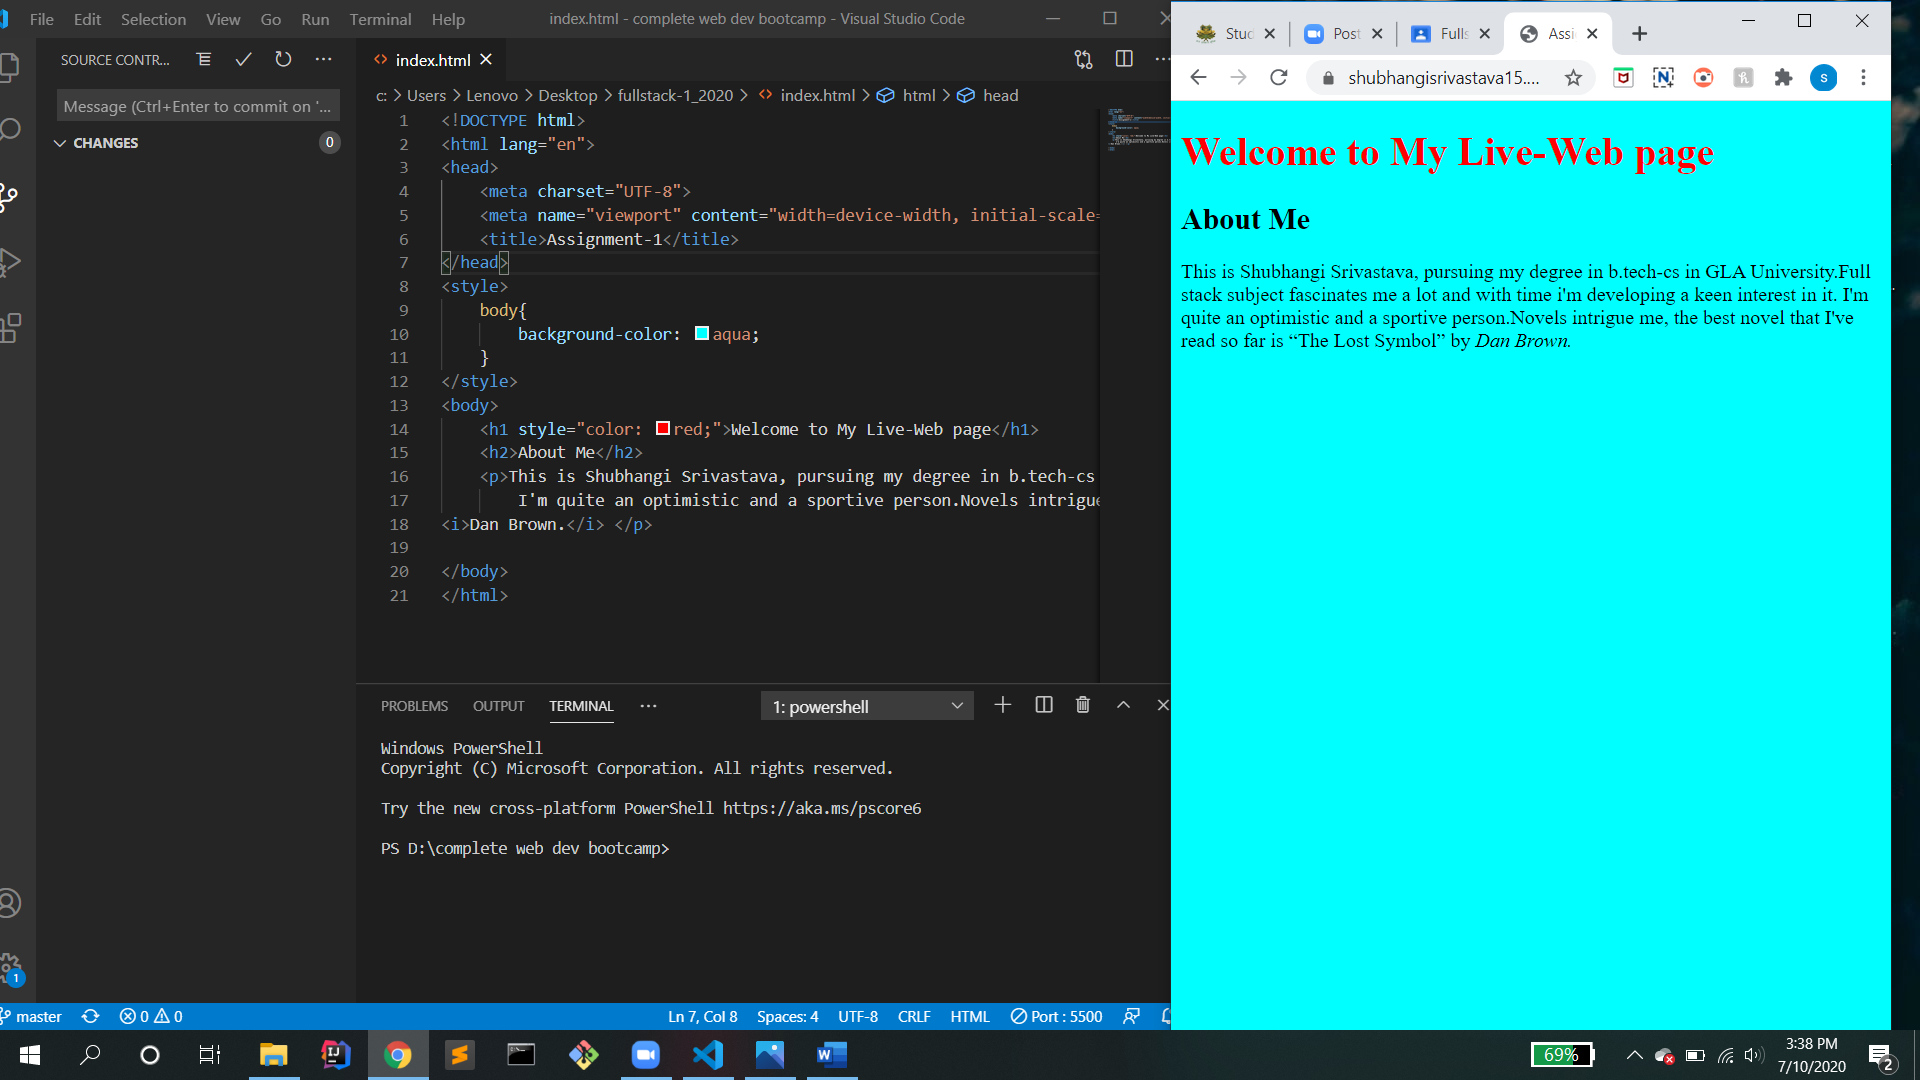 File Edit Selection View Go Run Terminal Help
index.html - complete web dev bootcamp - Visual Studio Code
SOURCE CONTR...
Message (Ctrl+Enter to commit on '...
CHANGES
0
index.html
c: > Users > Lenovo > Desktop > fullstack-1_2020 > index.html > html > head
1 <!DOCTYPE html>
2 <html lang="en">
3 <head>
4 <meta charset="UTF-8">
5 <meta name="viewport" content="width=device-width, initial-scale=
6 <title>Assignment-1</title>
7 </head>
8 <style>
9 body{
10 background-color: aqua;
11 }
12 </style>
13 <body>
14 <h1 style="color: red;">Welcome to My Live-Web page</h1>
15 <h2>About Me</h2>
16 <p>This is Shubhangi Srivastava, pursuing my degree in b.tech-cs
17 I'm quite an optimistic and a sportive person.Novels intrigue
18 <i>Dan Brown.</i> </p>
19
20 </body>
21 </html>
PROBLEMS OUTPUT TERMINAL ...
1: powershell
Windows PowerShell
Copyright (C) Microsoft Corporation. All rights reserved.
Try the new cross-platform PowerShell https://aka.ms/pscore6
PS D:\complete web dev bootcamp>
1
master 0 0 Ln 7, Col 8 Spaces: 4 UTF-8 CRLF HTML Port : 5500
Stud Post Fulls Assi
shubhangisrivastava15....
s
Welcome to My Live-Web page
About Me
This is Shubhangi Srivastava, pursuing my degree in b.tech-cs in GLA University.Full
stack subject fascinates me a lot and with time i'm developing a keen interest in it. I'm
quite an optimistic and a sportive person.Novels intrigue me, the best novel that I've
read so far is “The Lost Symbol” by Dan Brown.
69%
3:38 PM
7/10/2020
2